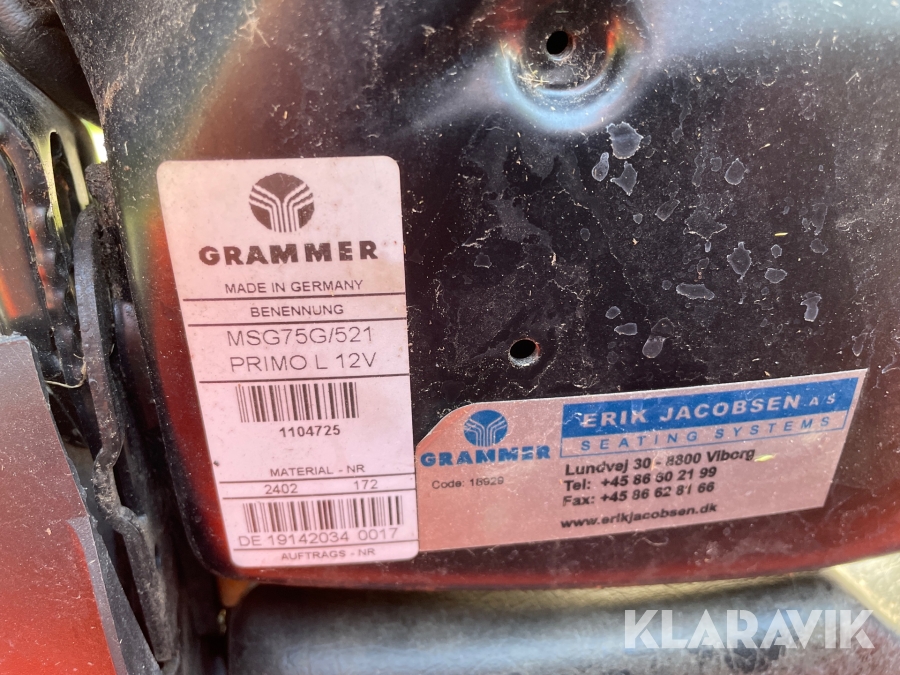 GRAMMER
MADE IN GERMANY
BENENNUNG
MSG75G/521
PRIMO L 12V
1104725
MATERIAL - NR
2402 172
DE 19142034 0017
AUFTRAGS - NR
GRAMMER
Code: 18929
ERIK JACOBSEN A S
SEATING SYSTEMS
Lundvej 30 - 8800 Viborg
Tel: +45 86 60 21 99
Fax: +45 86 62 81 66
www.erikjacobsen.dk
KLARAVIK